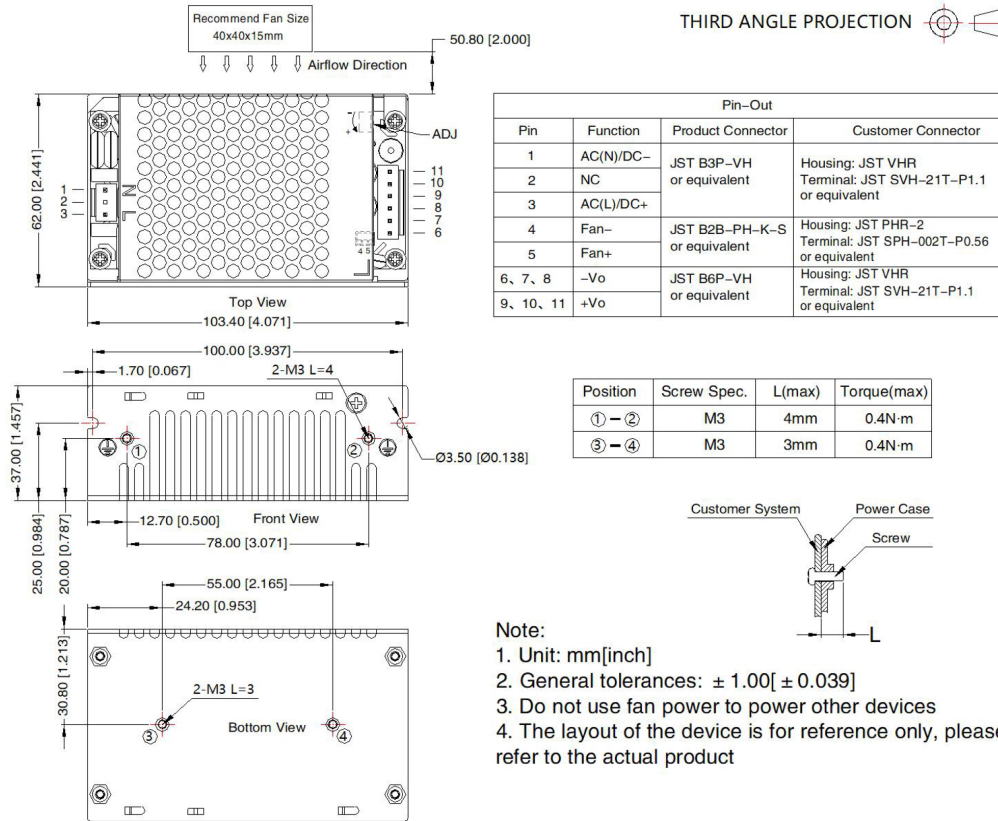 Recommend Fan Size
40x40x15mm
Airflow Direction
50.80 [2.000]
THIRD ANGLE PROJECTION
ADJ
-
+
1
2
3
N
L
11
10
9
8
7
6
4 5
62.00 [2.441]
Top View
103.40 [4.071]
Pin-Out
Pin Function Product Connector Customer Connector
1 AC(N)/DC-
2 NC
3 AC(L)/DC+
JST B3P-VH
or equivalent
Housing: JST VHR
Terminal: JST SVH-21T-P1.1
or equivalent
4 Fan-
5 Fan+
JST B2B-PH-K-S
or equivalent
Housing: JST PHR-2
Terminal: JST SPH-002T-P0.56
or equivalent
6、7、8 -Vo
9、10、11 +Vo
JST B6P-VH
or equivalent
Housing: JST VHR
Terminal: JST SVH-21T-P1.1
or equivalent
100.00 [3.937]
1.70 [0.067]
2-M3 L=4
37.00 [1.457]
① ②
Ø3.50 [Ø0.138]
12.70 [0.500]
Front View
78.00 [3.071]
25.00 [0.984]
20.00 [0.787]
Position Screw Spec. L(max) Torque(max)
①-② M3 4mm 0.4N·m
③-④ M3 3mm 0.4N·m
Customer System
Power Case
Screw
L
55.00 [2.165]
24.20 [0.953]
30.80 [1.213]
2-M3 L=3
Bottom View
③ ④
Note:
1. Unit: mm[inch]
2. General tolerances: ±1.00[±0.039]
3. Do not use fan power to power other devices
4. The layout of the device is for reference only, please
refer to the actual product